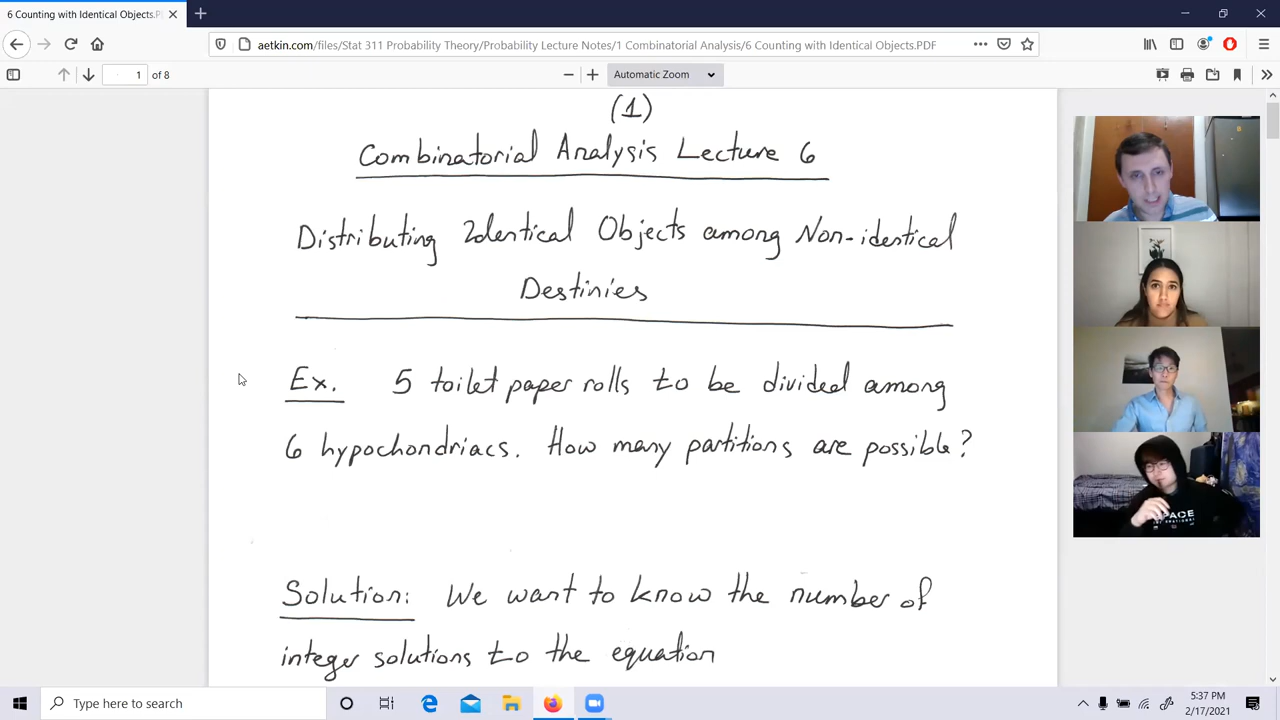 6 Counting with Identical Objects.P
aetkin.com/files/Stat 311 Probability Theory/Probability Lecture Notes/1 Combinatorial Analysis/6 Counting with Identical Objects.PDF
1 of 8
Automatic Zoom
(1)
Combinatorial Analysis Lecture 6
Distributing Identical Objects among Non-identical
Destinies
Ex. 5 toilet paper rolls to be divided among
6 hypochondriacs. How many partitions are possible?
Solution: We want to know the number of
integer solutions to the equation
SPACE
Type here to search
5:37 PM
2/17/2021